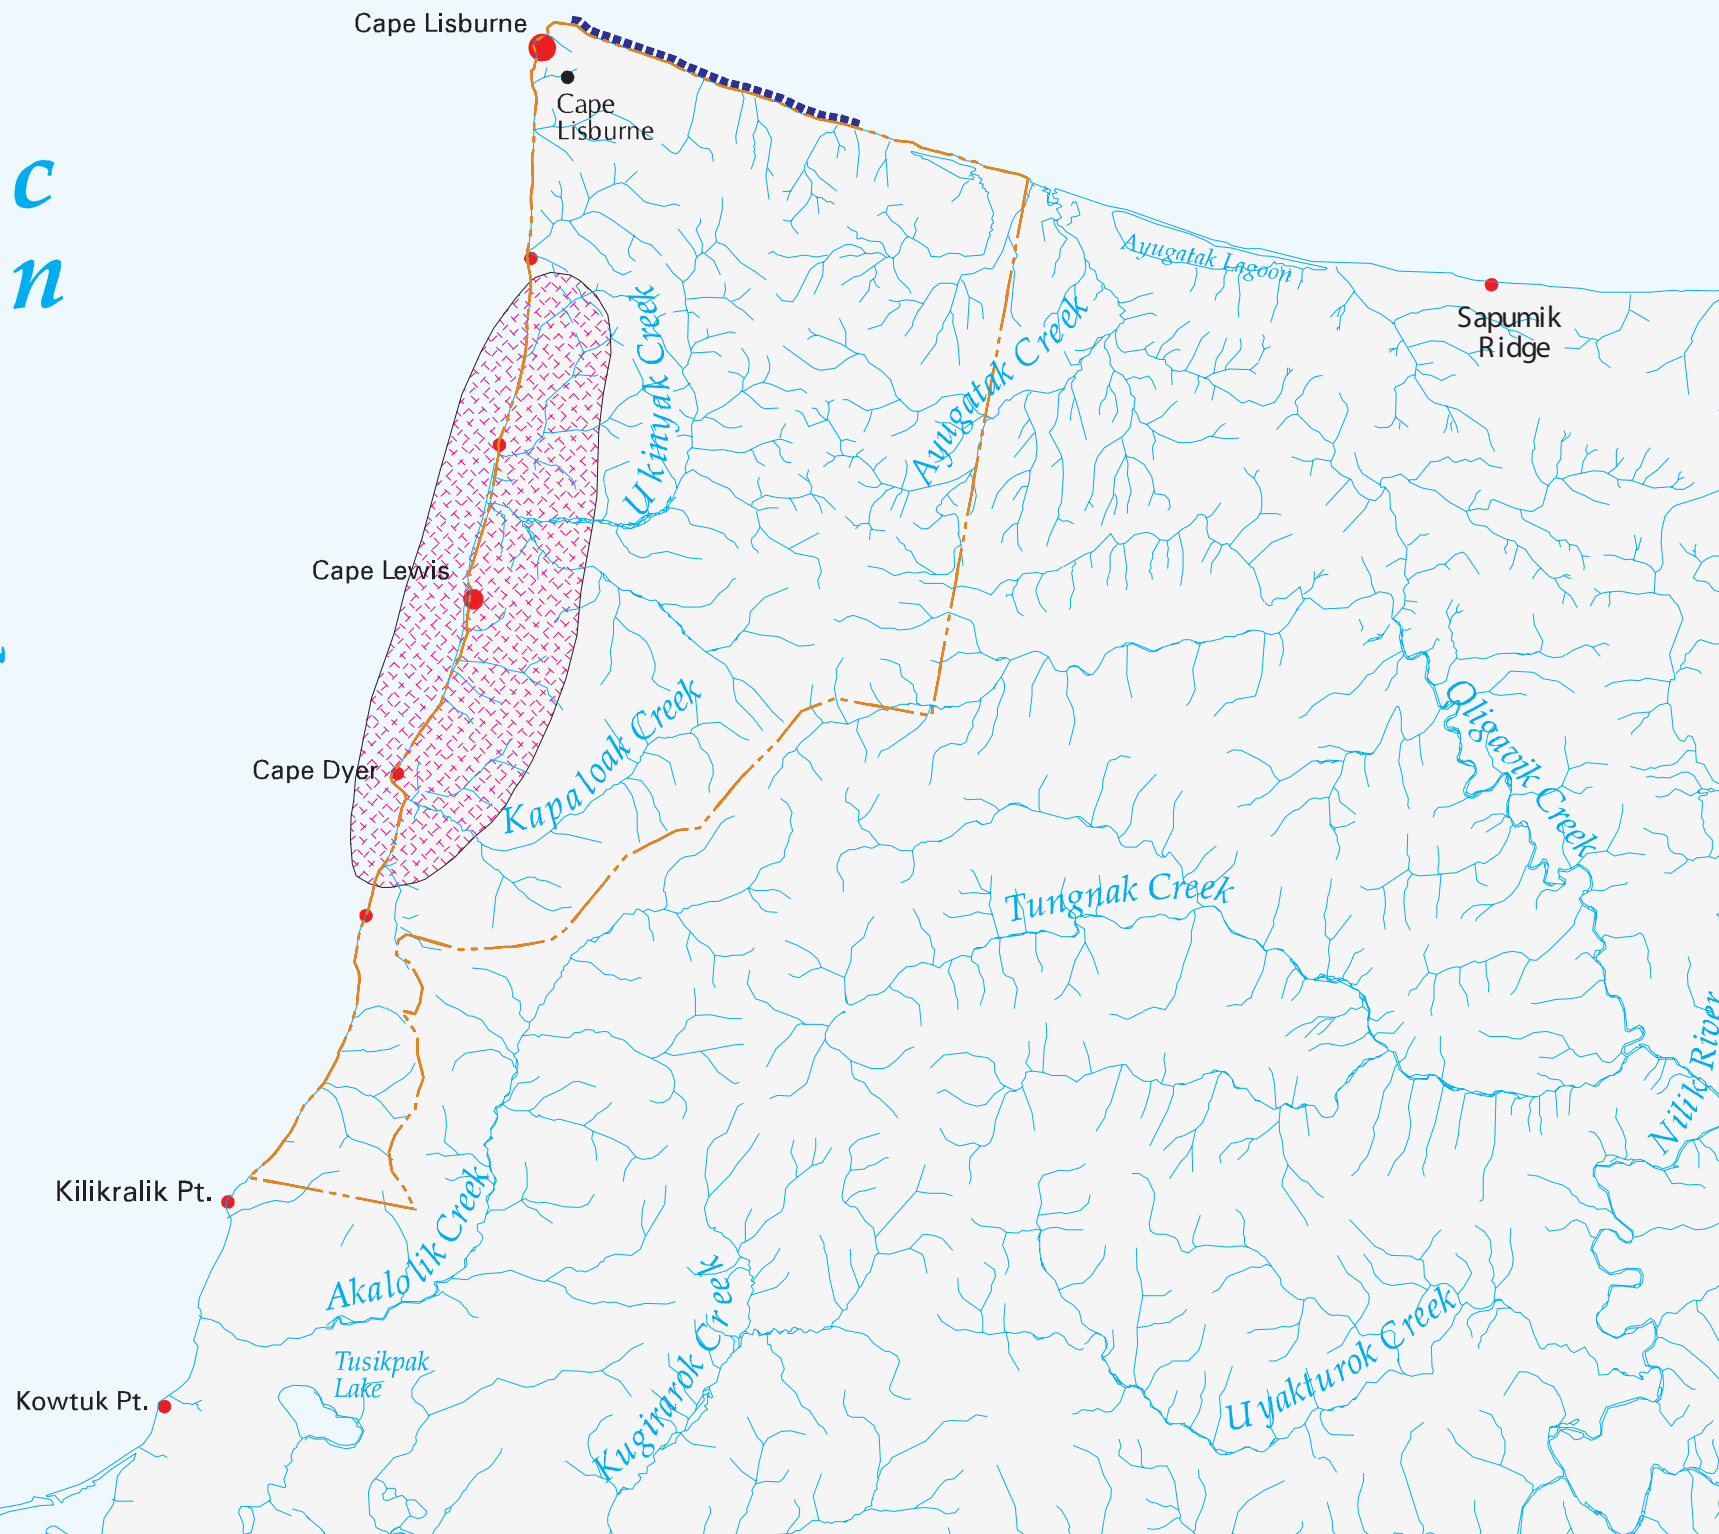 Cape Lisburne
Cape
Lisburne
c
n
Ayugatak Lagoon
Sapumik
Ridge
Ukinyak Creek
Ayugatak Creek
Cape Lewis
Kapaloak Creek
Qligavik Creek
Cape Dyer
Tungnak Creek
Nilik River
Kilikralik Pt.
Akalolik Creek
Kugirarok Creek
Uyakturok Creek
Tusikpak
Lake
Kowtuk Pt.